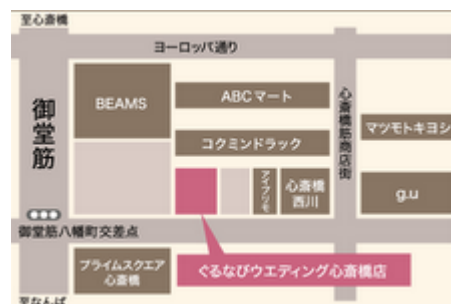 至心斎橋
ヨーロッパ通り
御堂筋
BEAMS
ABCマート
コクミンドラック
心斎橋筋商店街
マツモトキヨシ
アイプリモ
心斎橋
西川
g.u
御堂筋八幡町交差点
プライムスクエア
心斎橋
ぐるなびウエディング心斎橋店
至なんば